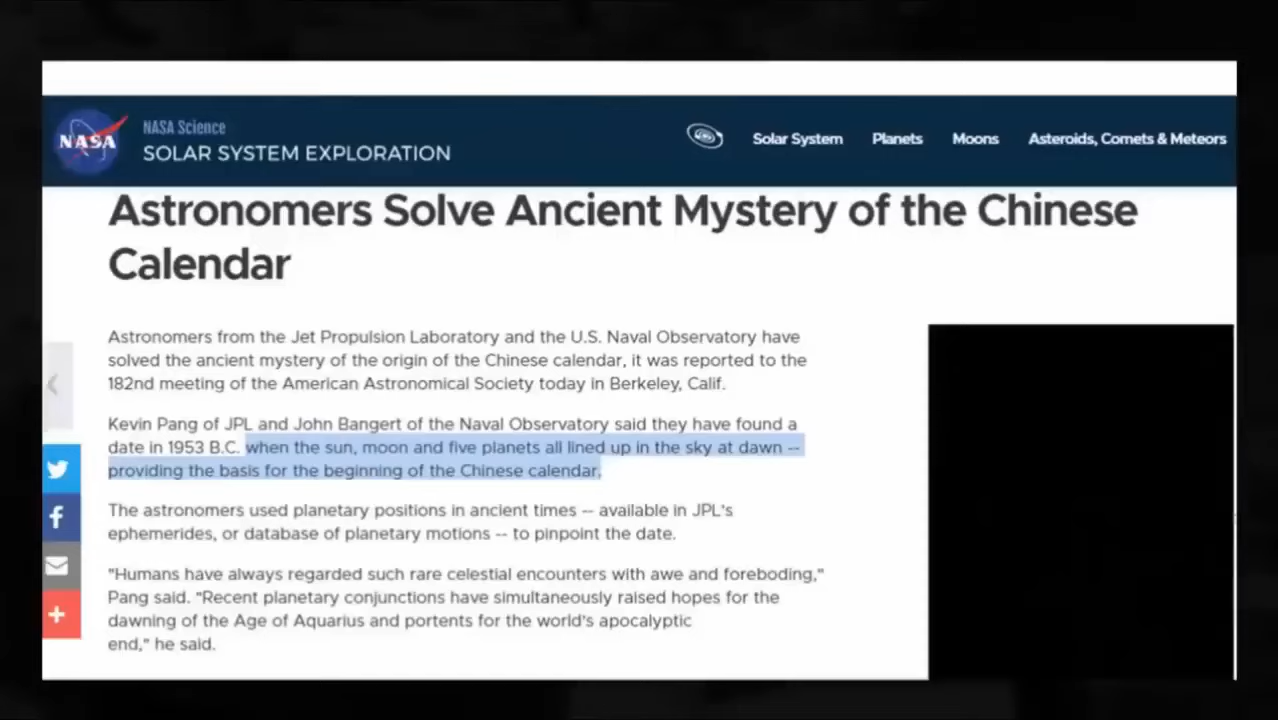 NASA
NASA Science
SOLAR SYSTEM EXPLORATION
Solar System
Planets
Moons
Asteroids, Comets & Meteors
Astronomers Solve Ancient Mystery of the Chinese
Calendar
Astronomers from the Jet Propulsion Laboratory and the U.S. Naval Observatory have
solved the ancient mystery of the origin of the Chinese calendar, it was reported to the
182nd meeting of the American Astronomical Society today in Berkeley, Calif.
Kevin Pang of JPL and John Bangert of the Naval Observatory said they have found a
date in 1953 B.C. when the sun, moon and five planets all lined up in the sky at dawn --
providing the basis for the beginning of the Chinese calendar.
The astronomers used planetary positions in ancient times -- available in JPL's
ephemerides, or database of planetary motions -- to pinpoint the date.
"Humans have always regarded such rare celestial encounters with awe and foreboding,"
Pang said. "Recent planetary conjunctions have simultaneously raised hopes for the
dawning of the Age of Aquarius and portents for the world's apocalyptic
end," he said.